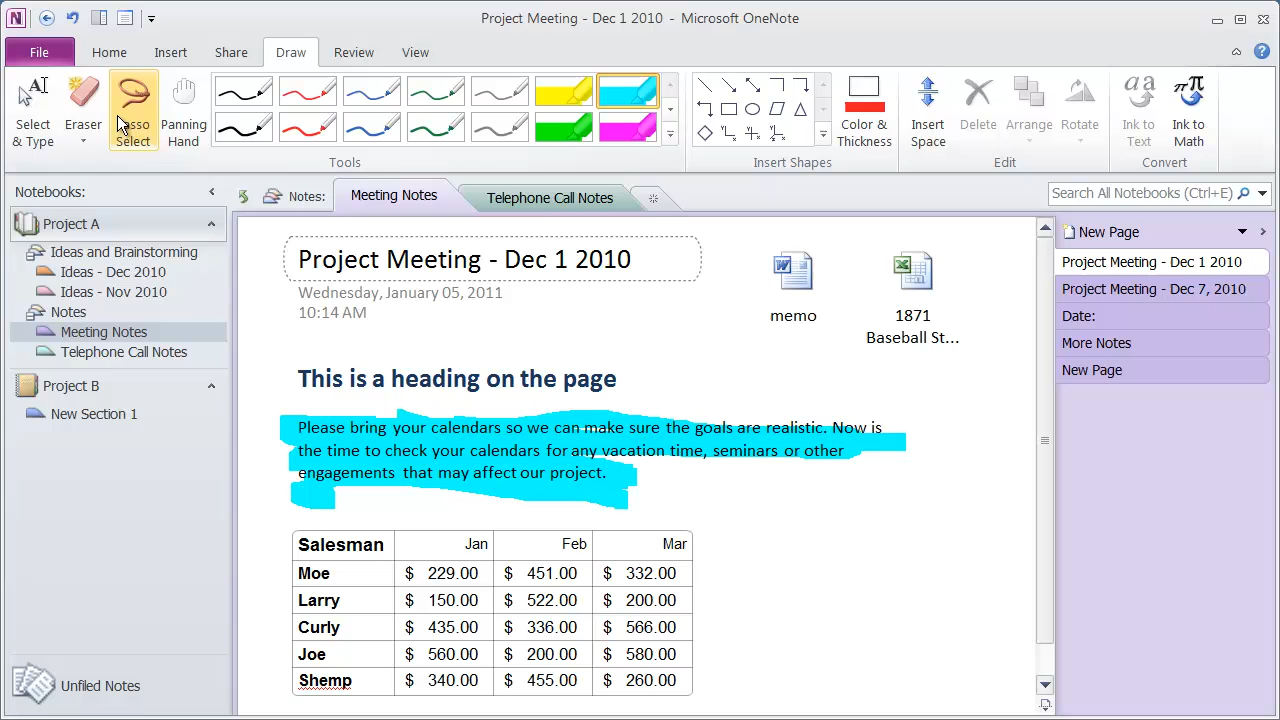 Project Meeting - Dec 1 2010 - Microsoft OneNote
File Home Insert Share Draw Review View
Select & Type
Eraser
Lasso Select
Panning Hand
Color & Thickness
Insert Space
Delete
Arrange
Rotate
Ink to Text
Ink to Math
Tools
Insert Shapes
Edit
Convert
Notebooks:
Notes:
Meeting Notes
Telephone Call Notes
Search All Notebooks (Ctrl+E)
Project A
Ideas and Brainstorming
Ideas - Dec 2010
Ideas - Nov 2010
Notes
Meeting Notes
Telephone Call Notes
Project B
New Section 1
Unfiled Notes
Project Meeting - Dec 1 2010
Wednesday, January 05, 2011
10:14 AM
memo
1871
Baseball St...
This is a heading on the page
Please bring your calendars so we can make sure the goals are realistic. Now is
the time to check your calendars for any vacation time, seminars or other
engagements that may affect our project.
Salesman Jan Feb Mar
Moe $ 229.00 $ 451.00 $ 332.00
Larry $ 150.00 $ 522.00 $ 200.00
Curly $ 435.00 $ 336.00 $ 566.00
Joe $ 560.00 $ 200.00 $ 580.00
Shemp $ 340.00 $ 455.00 $ 260.00
New Page
Project Meeting - Dec 1 2010
Project Meeting - Dec 7, 2010
Date:
More Notes
New Page